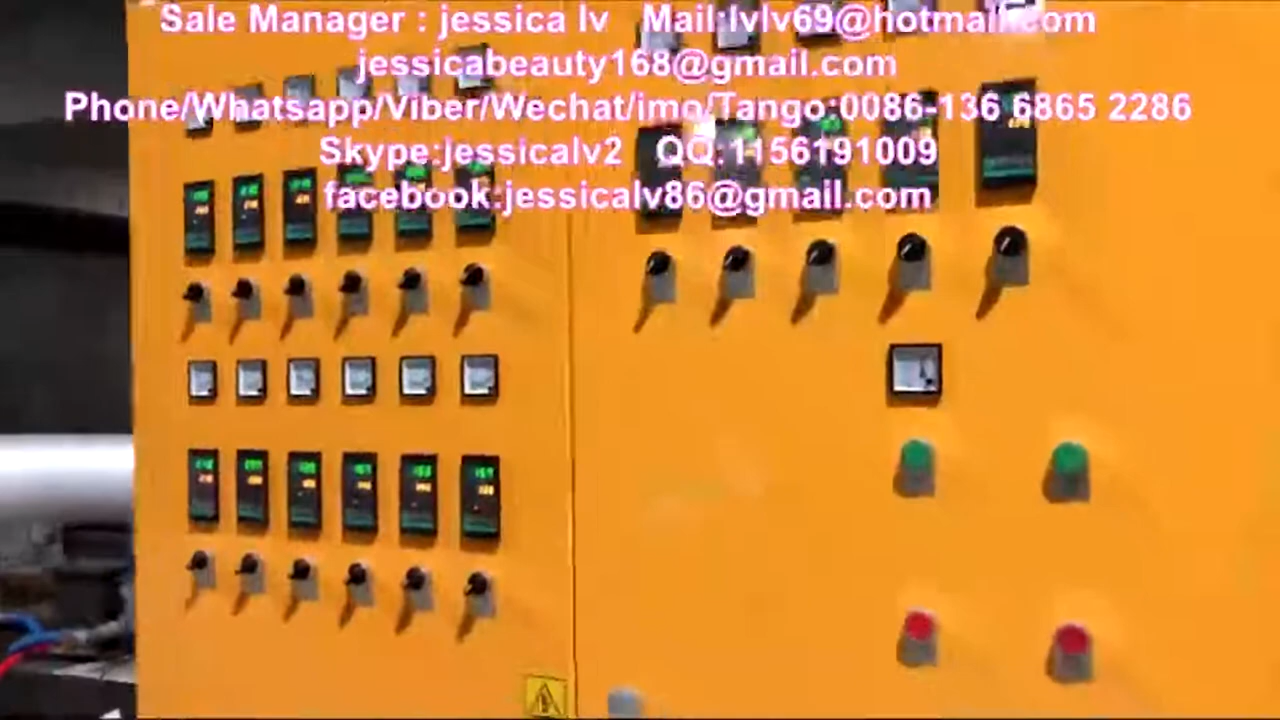 Sale Manager : jessica lv Mail:lvlv69@hotmail.com
jessicabeauty168@gmail.com
Phone/Whatsapp/Viber/Wechat/imo/Tango:0086-136 6865 2286
Skype:jessicalv2 QQ:1156191009
facebook:jessicalv86@gmail.com